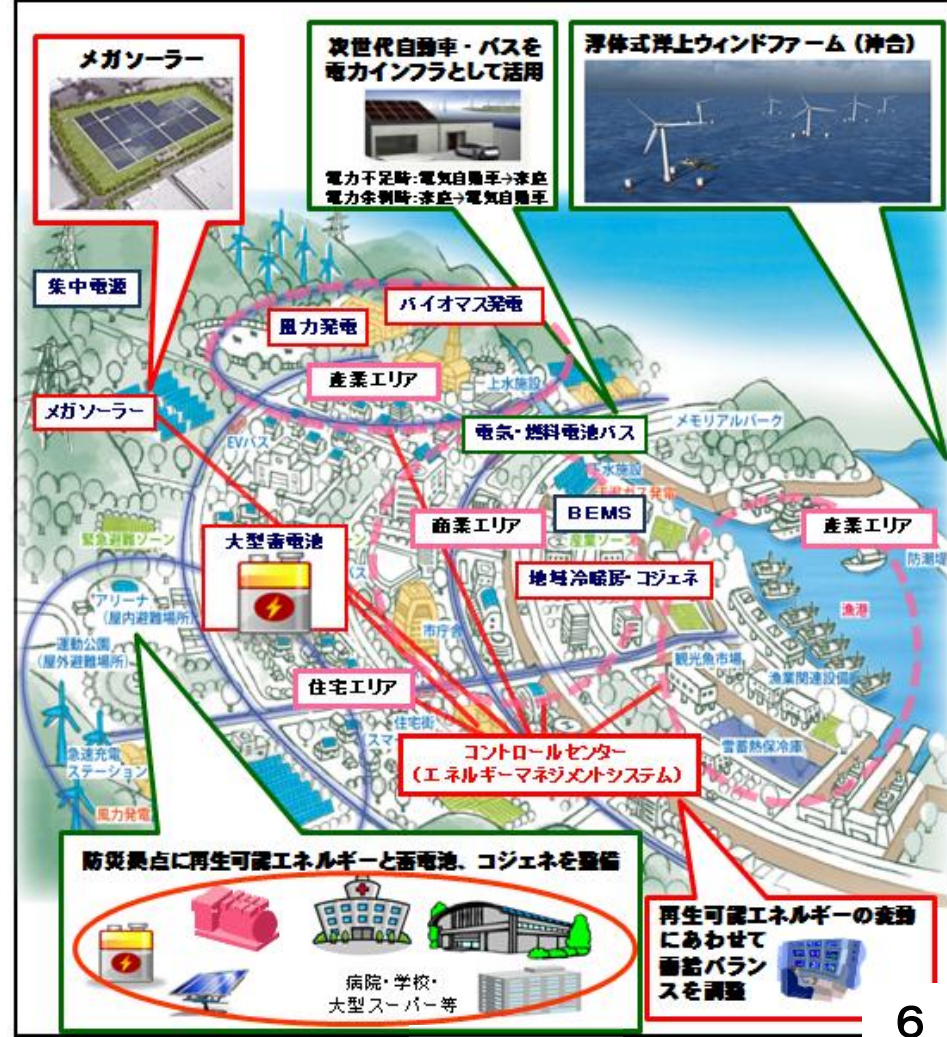 メガソーラー
次世代自動車・バスを
電力インフラとして活用
電力不足時:電気自動車→家庭
電力余剰時:家庭→電気自動車
浮体式洋上ウィンドファーム（沖合）
集中電源
バイオマス発電
風力発電
産業エリア
上水施設
メガソーラー
EVバス
電気・燃料電池バス
メモリアルパーク
下水施設
BEMS
商業エリア
産業エリア
防潮堤
緊急避難ゾーン
大型蓄電池
産業ゾーン
地域冷暖房・コジェネ
アリーナ
（屋内避難場所）
漁港
市庁舎
運動公園
（屋外避難場所）
観光魚市場
漁業関連設備
住宅エリア
住宅街
急速充電
ステーション
コントロールセンター
（エネルギーマネジメントシステム）
雪蓄熱保冷庫
風力発電
防災拠点に再生可能エネルギーと蓄電池、コジェネを整備
病院・学校・
大型スーパー等
再生可能エネルギーの変動
にあわせて
需給バラン
スを調整
6